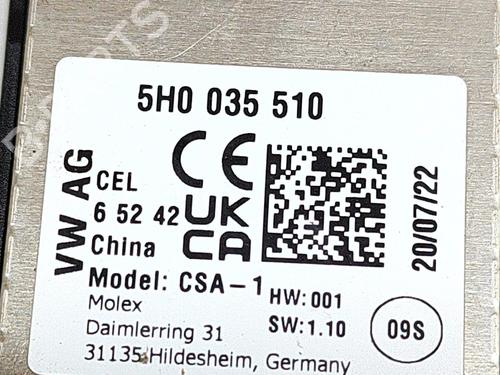 5H0 035 510
VW AG
CEL
6 52 42
China
CE
UK
CA
20/07/22
Model: CSA-1
HW: 001
Molex
SW: 1.10
09S
Daimlerring 31
31135 Hildesheim, Germany